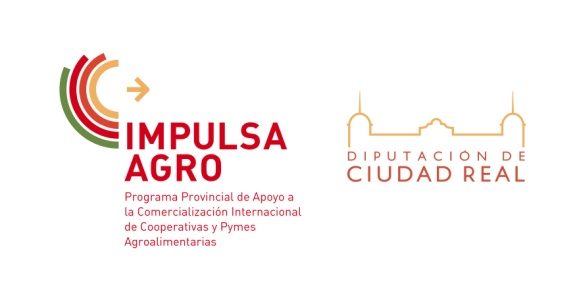 IMPULSA
AGRO
Programa Provincial de Apoyo a
la Comercialización Internacional
de Cooperativas y Pymes
Agroalimentarias
DIPUTACIÓN DE
CIUDAD REAL